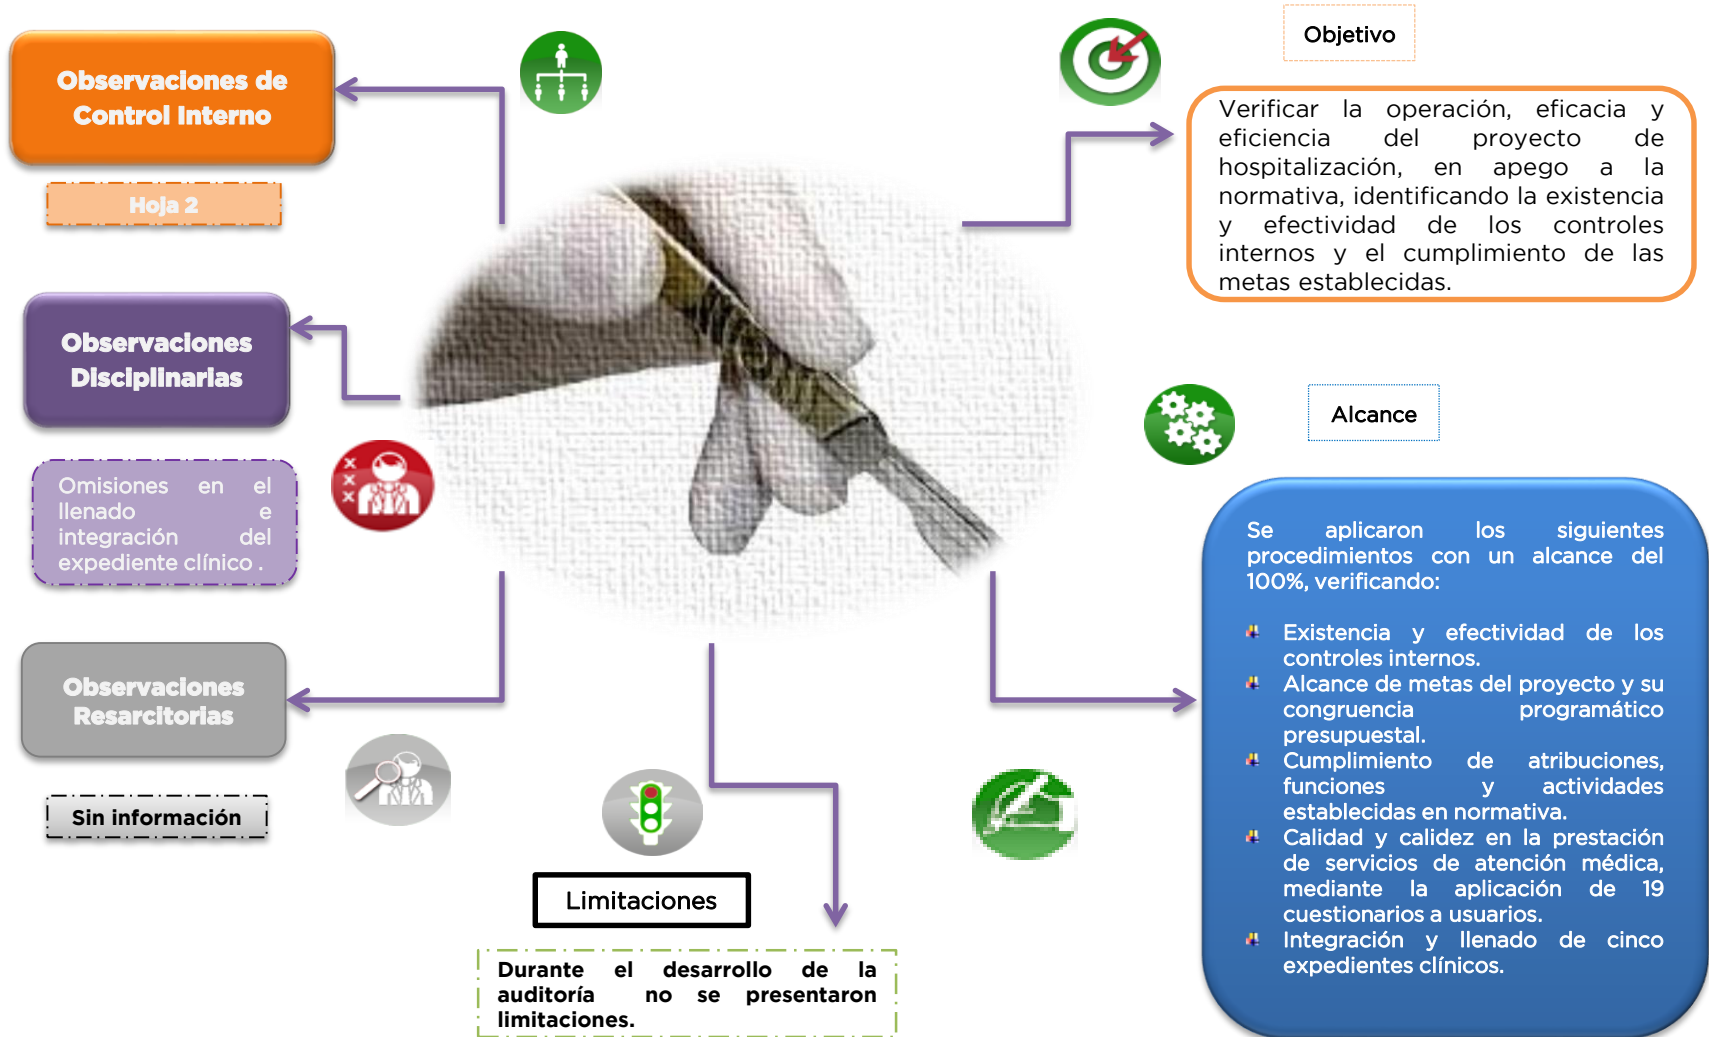 Observaciones de
Control Interno
Hoja 2
Observaciones
Disciplinarias
Omisiones en el
llenado e
integración del
expediente clínico .
Observaciones
Resarcitorias
Sin información
Limitaciones
Durante el desarrollo de la
auditoría no se presentaron
limitaciones.
Objetivo
Verificar la operación, eficacia y
eficiencia del proyecto de
hospitalización, en apego a la
normativa, identificando la existencia
y efectividad de los controles
internos y el cumplimiento de las
metas establecidas.
Alcance
Se aplicaron los siguientes
procedimientos con un alcance del
100%, verificando:
Existencia y efectividad de los
controles internos.
Alcance de metas del proyecto y su
congruencia programático
presupuestal.
Cumplimiento de atribuciones,
funciones y actividades
establecidas en normativa.
Calidad y calidez en la prestación
de servicios de atención médica,
mediante la aplicación de 19
cuestionarios a usuarios.
Integración y llenado de cinco
expedientes clínicos.